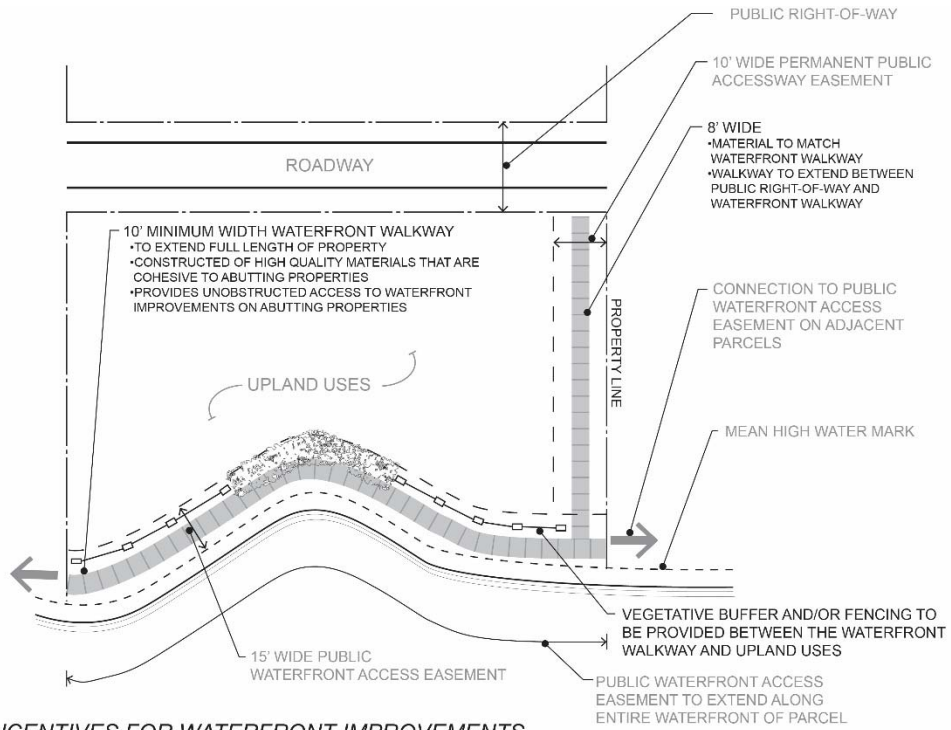 PUBLIC RIGHT-OF-WAY
10' WIDE PERMANENT PUBLIC
ACCESSWAY EASEMENT
8' WIDE
•MATERIAL TO MATCH
WATERFRONT WALKWAY
•WALKWAY TO EXTEND BETWEEN
PUBLIC RIGHT-OF-WAY AND
WATERFRONT WALKWAY
ROADWAY
10' MINIMUM WIDTH WATERFRONT WALKWAY
•TO EXTEND FULL LENGTH OF PROPERTY
•CONSTRUCTED OF HIGH QUALITY MATERIALS THAT ARE
COHESIVE TO ABUTTING PROPERTIES
•PROVIDES UNOBSTRUCTED ACCESS TO WATERFRONT
IMPROVEMENTS ON ABUTTING PROPERTIES
PROPERTY LINE
CONNECTION TO PUBLIC
WATERFRONT ACCESS
EASEMENT ON ADJACENT
PARCELS
UPLAND USES
MEAN HIGH WATER MARK
VEGETATIVE BUFFER AND/OR FENCING TO
BE PROVIDED BETWEEN THE WATERFRONT
WALKWAY AND UPLAND USES
15' WIDE PUBLIC
WATERFRONT ACCESS EASEMENT
PUBLIC WATERFRONT ACCESS
EASEMENT TO EXTEND ALONG
ENTIRE WATERFRONT OF PARCEL
FOR WATERFRONT IMPROVEMENTS